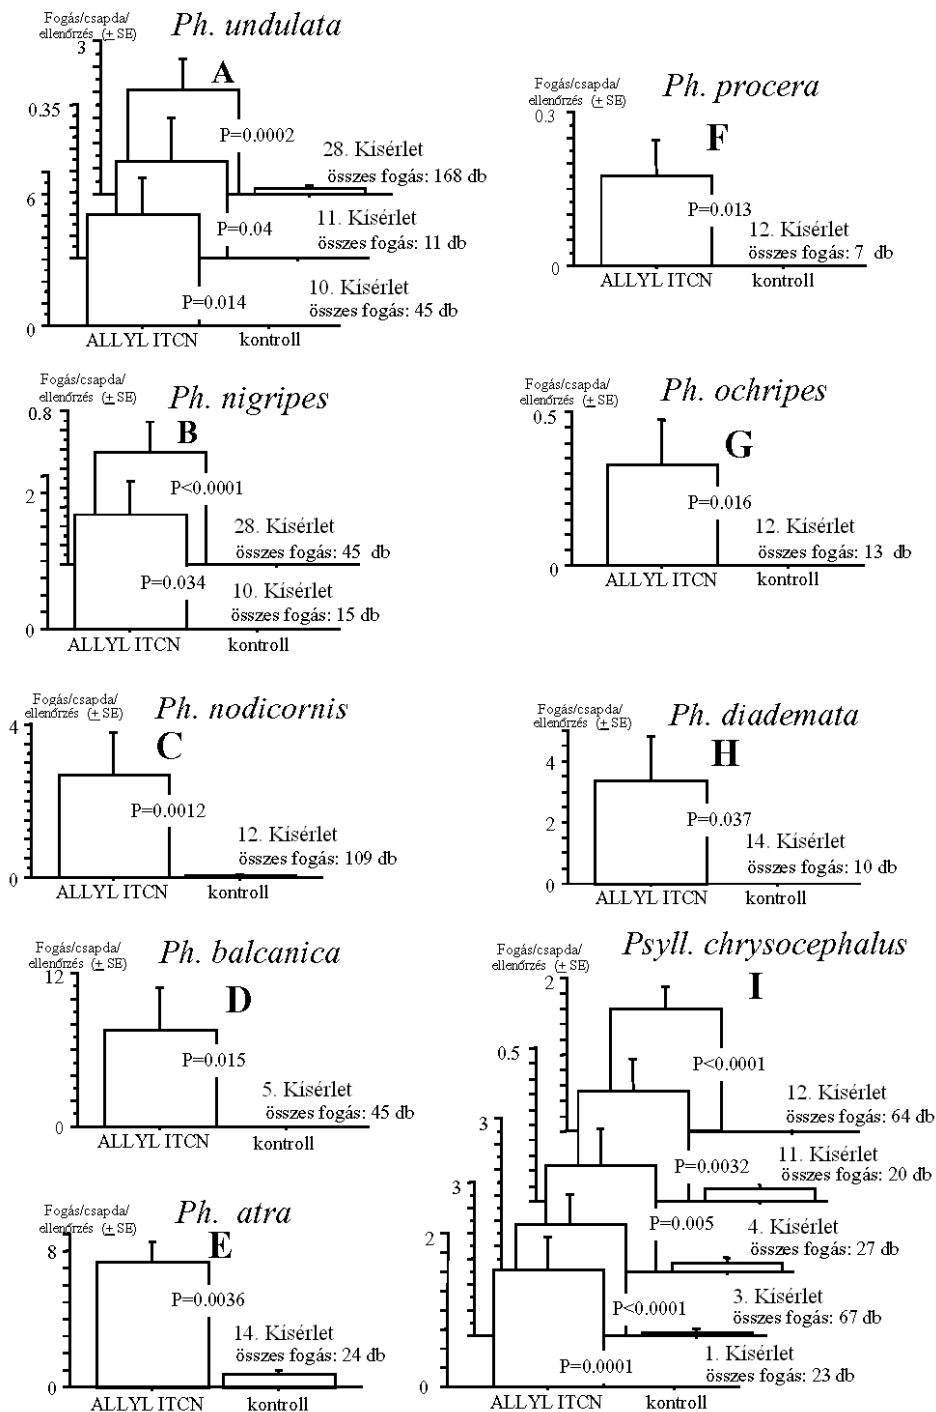 Fogás/csapda/
ellenőrzés (± SE)
Ph. undulata
A
3
0.35
6
0
P=0.0002
28. Kísérlet
összes fogás: 168 db
P=0.04
11. Kísérlet
összes fogás: 11 db
P=0.014
10. Kísérlet
összes fogás: 45 db
ALLYL ITCN
kontroll
Fogás/csapda/
ellenőrzés (± SE)
Ph. nigripes
B
0.8
2
0
P<0.0001
28. Kísérlet
összes fogás: 45 db
P=0.034
10. Kísérlet
összes fogás: 15 db
ALLYL ITCN
kontroll
Fogás/csapda/
ellenőrzés (± SE)
Ph. nodicornis
C
4
0
P=0.0012
12. Kísérlet
összes fogás: 109 db
ALLYL ITCN
kontroll
Fogás/csapda/
ellenőrzés (± SE)
Ph. balcanica
D
12
0
P=0.015
5. Kísérlet
összes fogás: 45 db
ALLYL ITCN
kontroll
Fogás/csapda/
ellenőrzés (± SE)
Ph. atra
E
8
0
P=0.0036
14. Kísérlet
összes fogás: 24 db
ALLYL ITCN
kontroll
Fogás/csapda/
ellenőrzés (± SE)
Ph. procera
F
0.3
0
P=0.013
12. Kísérlet
összes fogás: 7 db
ALLYL ITCN
kontroll
Fogás/csapda/
ellenőrzés (± SE)
Ph. ochripes
G
0.5
0
P=0.016
12. Kísérlet
összes fogás: 13 db
ALLYL ITCN
kontroll
Fogás/csapda/
ellenőrzés (± SE)
Ph. diademata
H
4
2
0
P=0.037
14. Kísérlet
összes fogás: 10 db
ALLYL ITCN
kontroll
Fogás/csapda/
ellenőrzés (± SE)
Psyll. chrysocephalus
I
2
0.5
3
3
2
0
P<0.0001
12. Kísérlet
összes fogás: 64 db
P=0.0032
11. Kísérlet
összes fogás: 20 db
P=0.005
4. Kísérlet
összes fogás: 27 db
P<0.0001
3. Kísérlet
összes fogás: 67 db
P=0.0001
1. Kísérlet
összes fogás: 23 db
ALLYL ITCN
kontroll